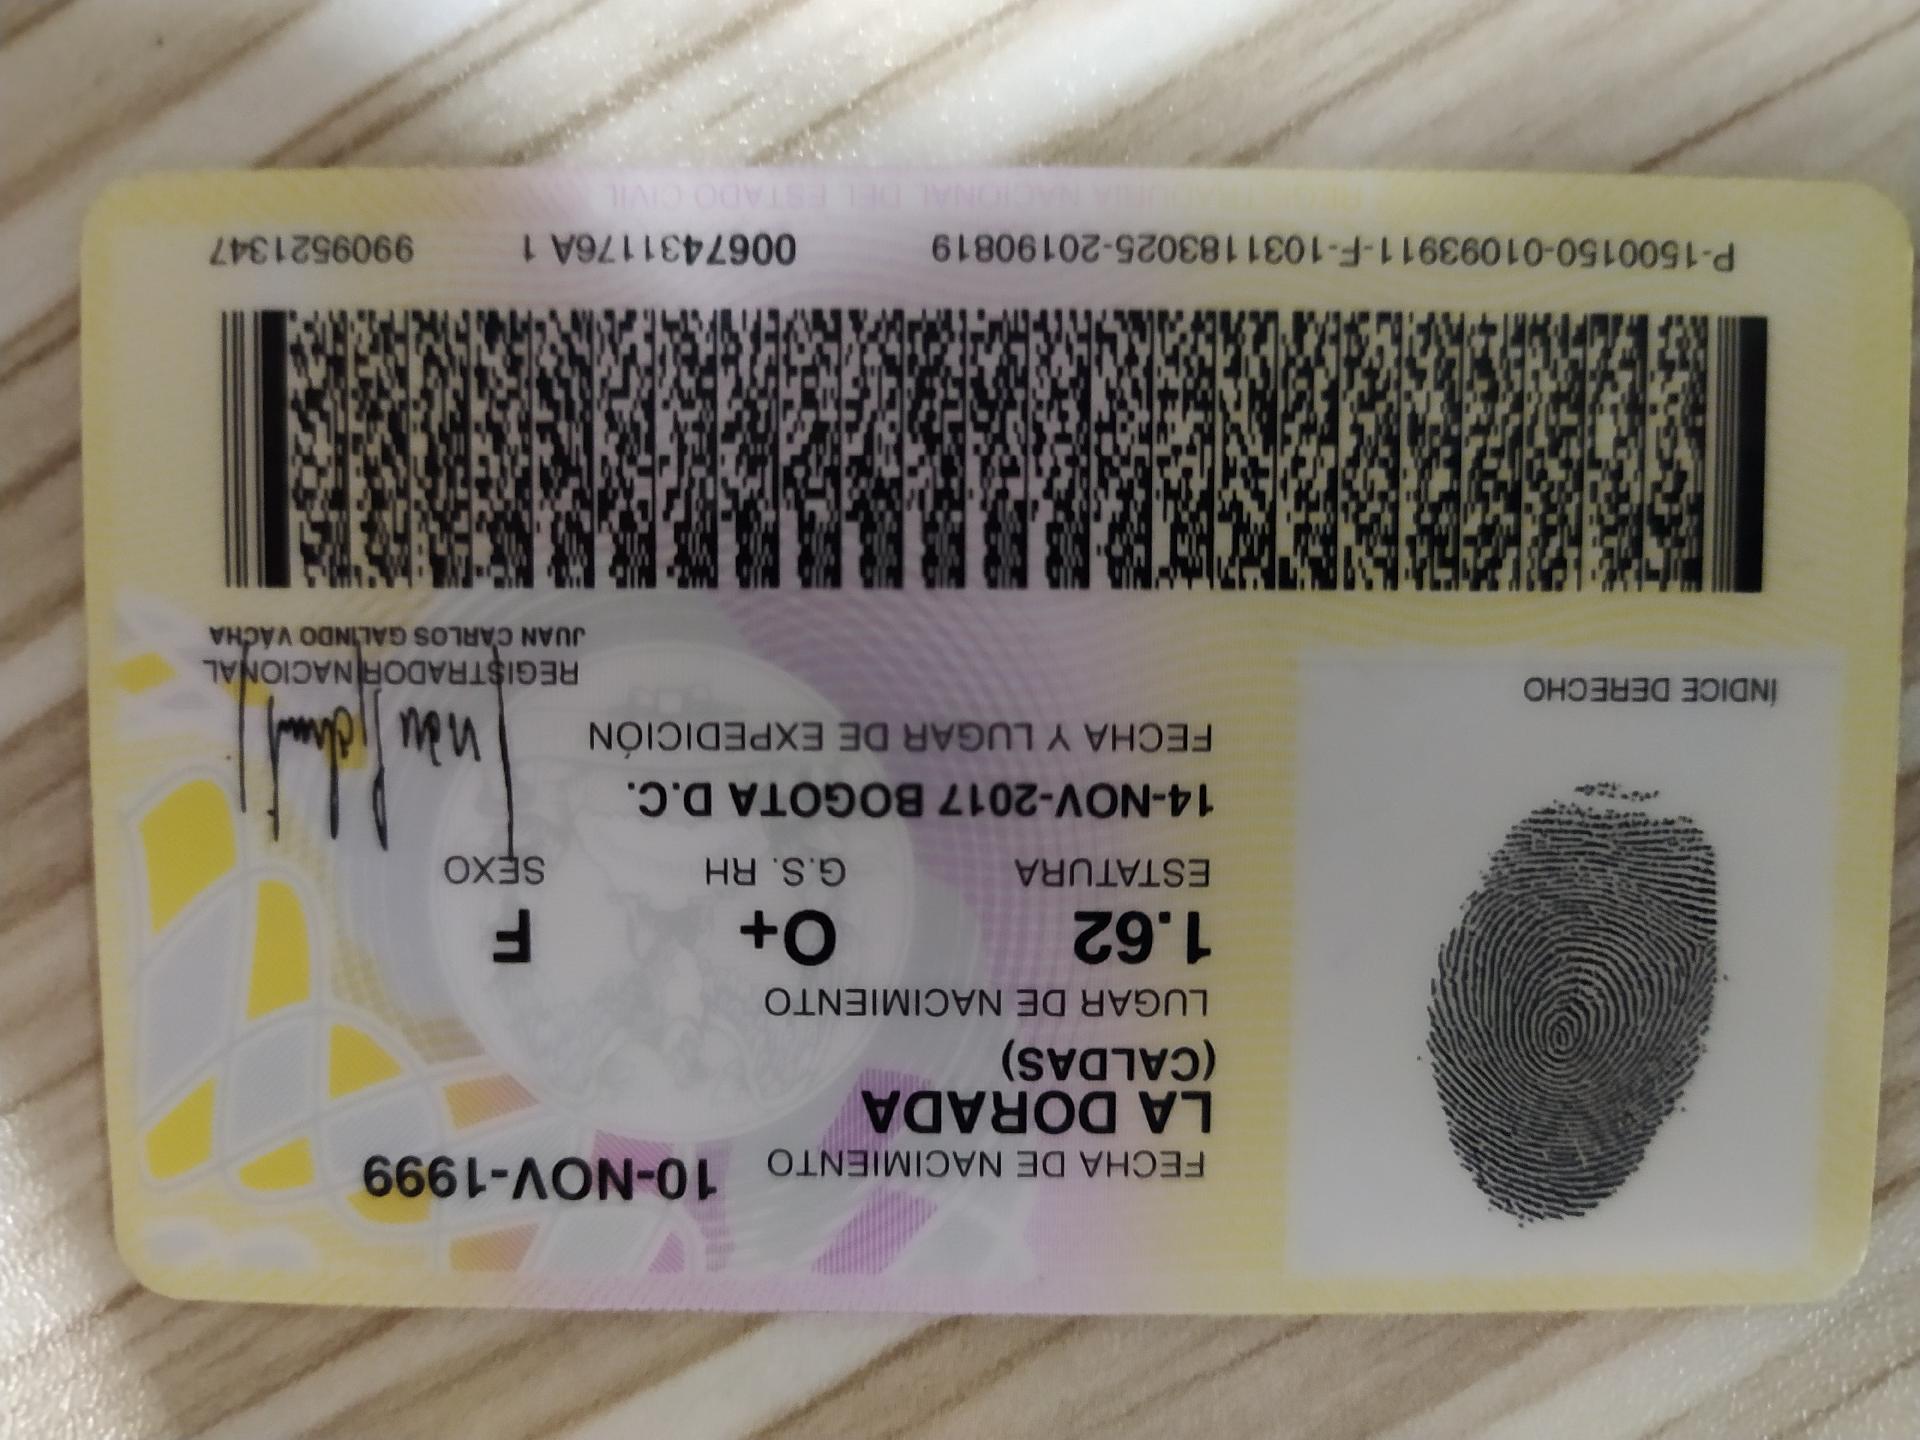 FECHA DE NACIMIENTO 10-NOV-1999
LA DORADA
(CALDAS)
LUGAR DE NACIMIENTO
1.62 O+ F
ESTATURA G.S. RH SEXO
14-NOV-2017 BOGOTA D.C.
FECHA Y LUGAR DE EXPEDICIÓN
ÍNDICE DERECHO
REGISTRADOR NACIONAL
JUAN CARLOS GALINDO VÁCHA
P-1500150-01093911-F-1031183025-20190819 0067431176A 1 9909521347
REGISTRADURIA NACIONAL DEL ESTADO CIVIL